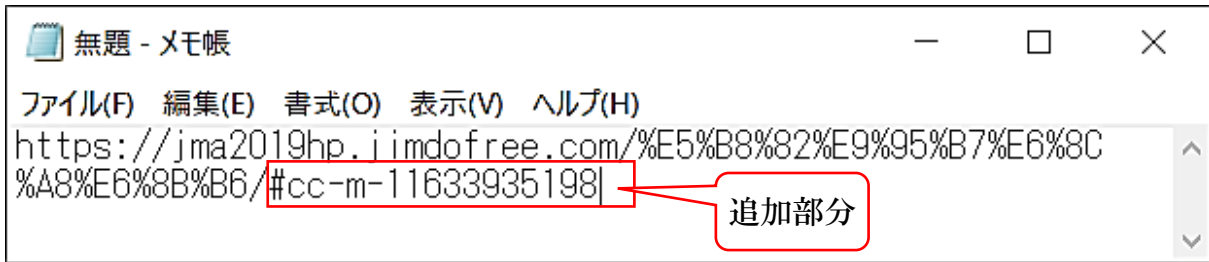 無題 - メモ帳
ファイル(F) 編集(E) 書式(O) 表示(V) ヘルプ(H)
https://jma2019hp.jimdofree.com/%E5%B8%82%E9%95%B7%E6%8C
%A8%E6%8B%B6/#cc-m-11633935198
追加部分